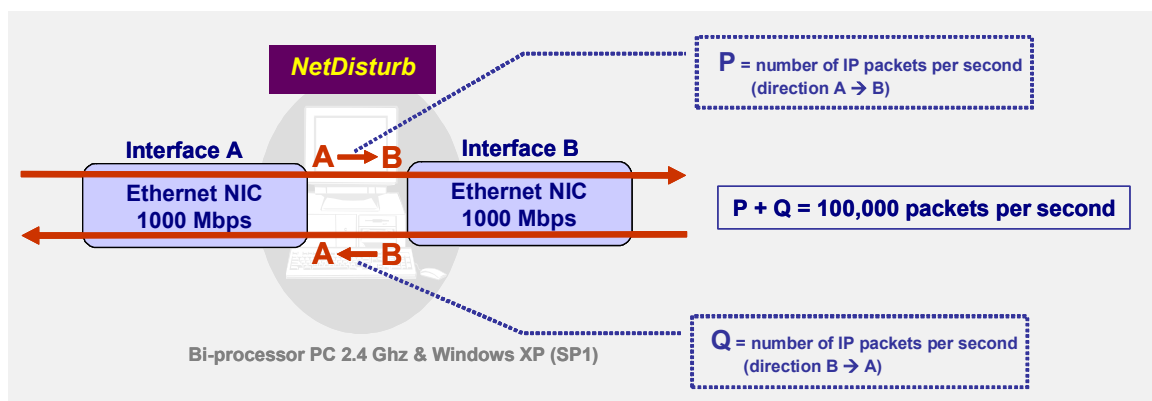 NetDisturb
P = number of IP packets per second
(direction A → B)
Interface A
A → B
Interface B
Ethernet NIC
1000 Mbps
Ethernet NIC
1000 Mbps
P + Q = 100,000 packets per second
A ← B
Q = number of IP packets per second
(direction B → A)
Bi-processor PC 2.4 Ghz & Windows XP (SP1)